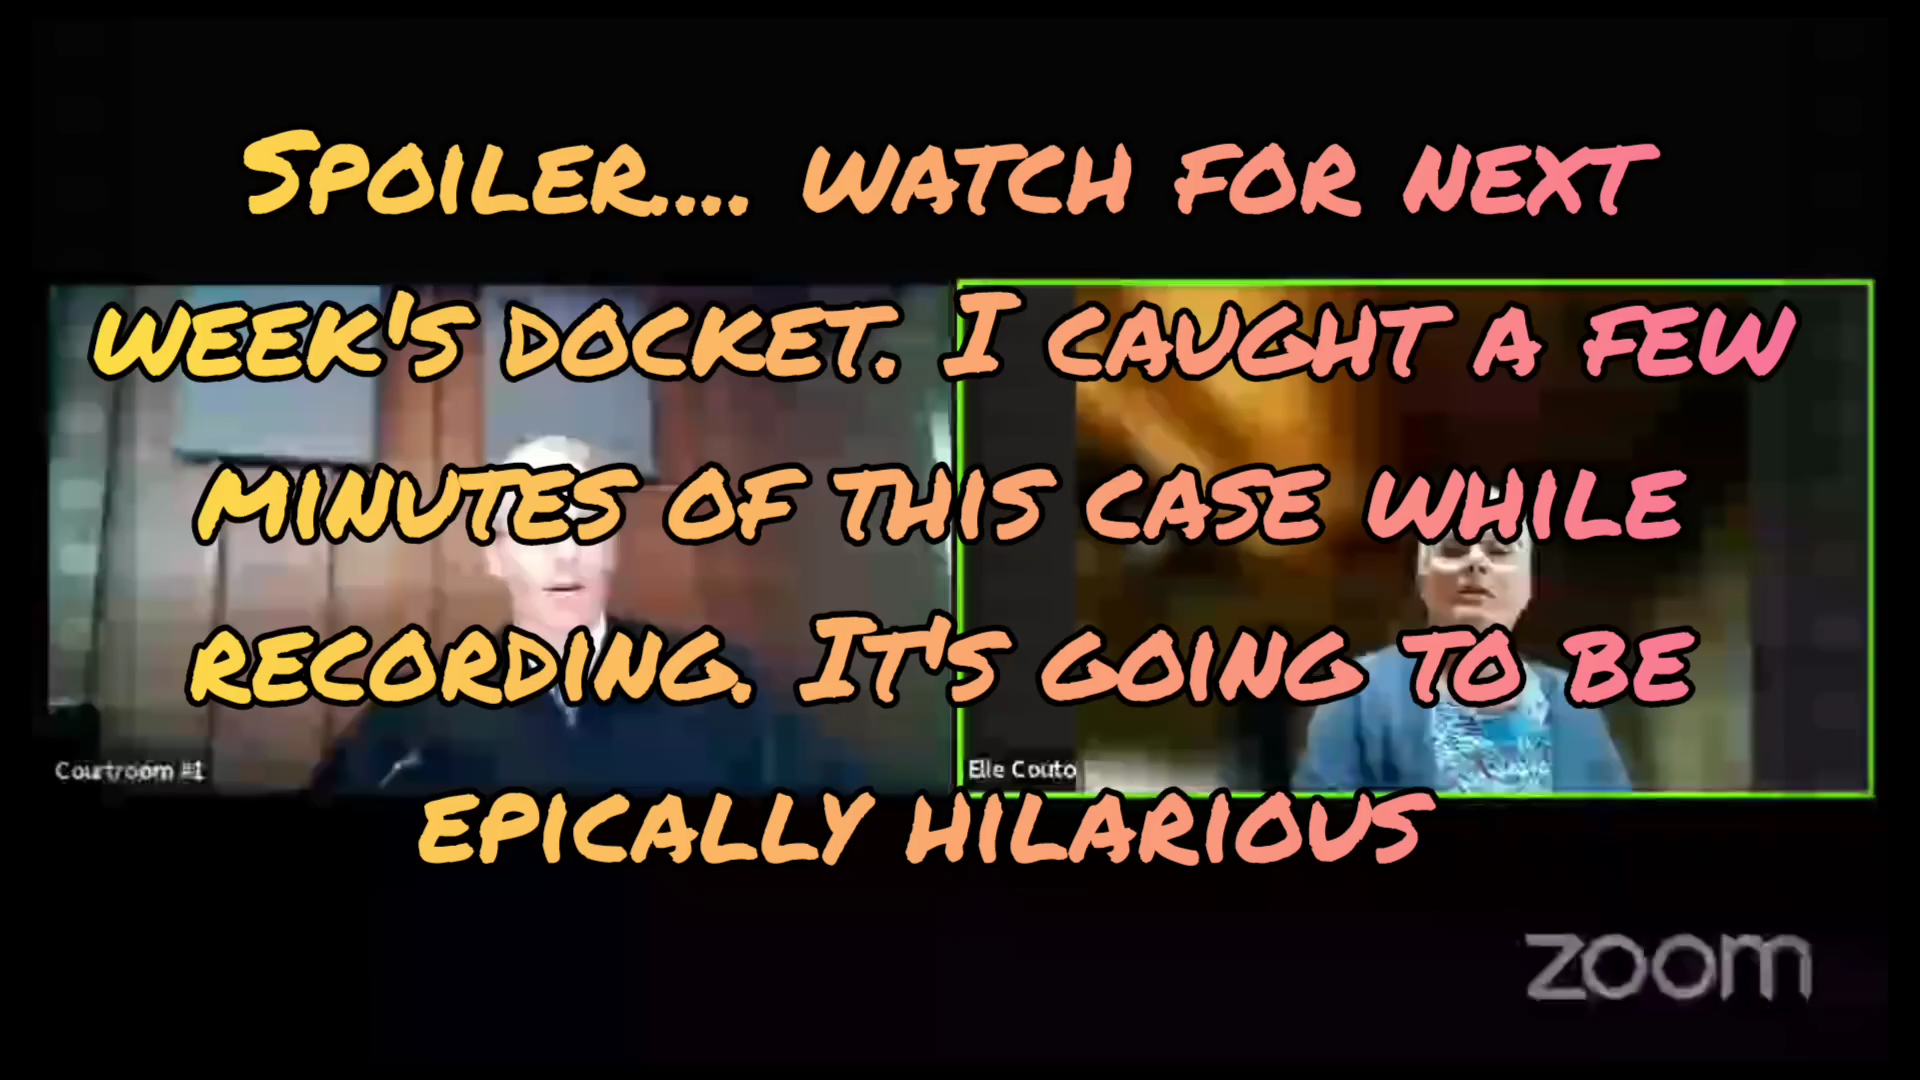 Spoiler.... watch for next
week's docket. I caught a few
minutes of this case while
recording. It's going to be
epically hilarious
Courtroom #1
Elle Couto
zoom